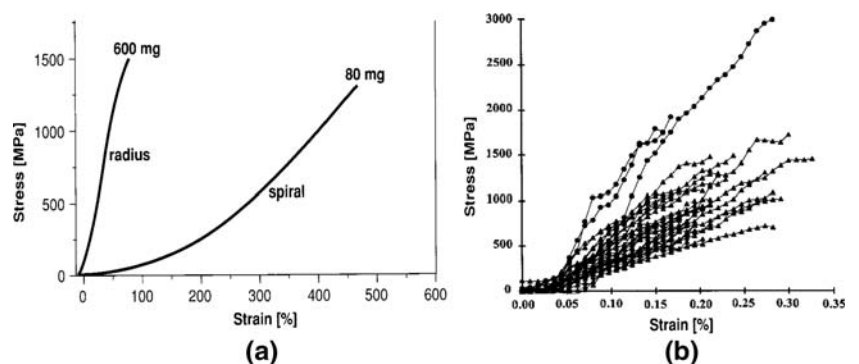 Stress [MPa]
1500
1000
500
0
0
100
200
300
400
500
600
Strain [%]
600 mg
80 mg
radius
spiral
(a)
Stress [MPa]
3000
2500
2000
1500
1000
500
0
0.00
0.05
0.10
0.15
0.20
0.25
0.30
0.35
Strain [%]
(b)